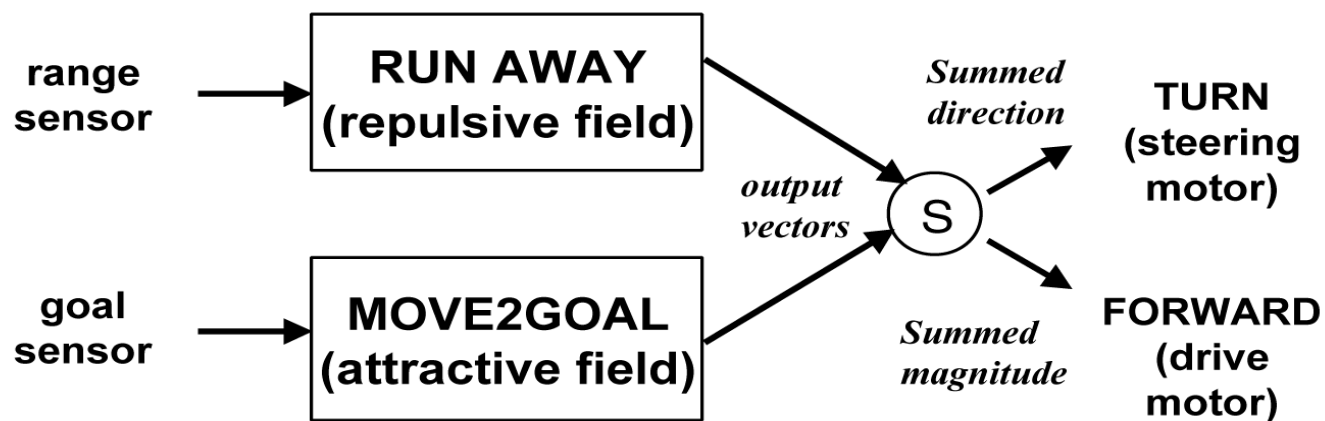 range
sensor
RUN AWAY
(repulsive field)
Summed
direction
TURN
(steering
motor)
output
vectors
S
goal
sensor
MOVE2GOAL
(attractive field)
Summed
magnitude
FORWARD
(drive
motor)